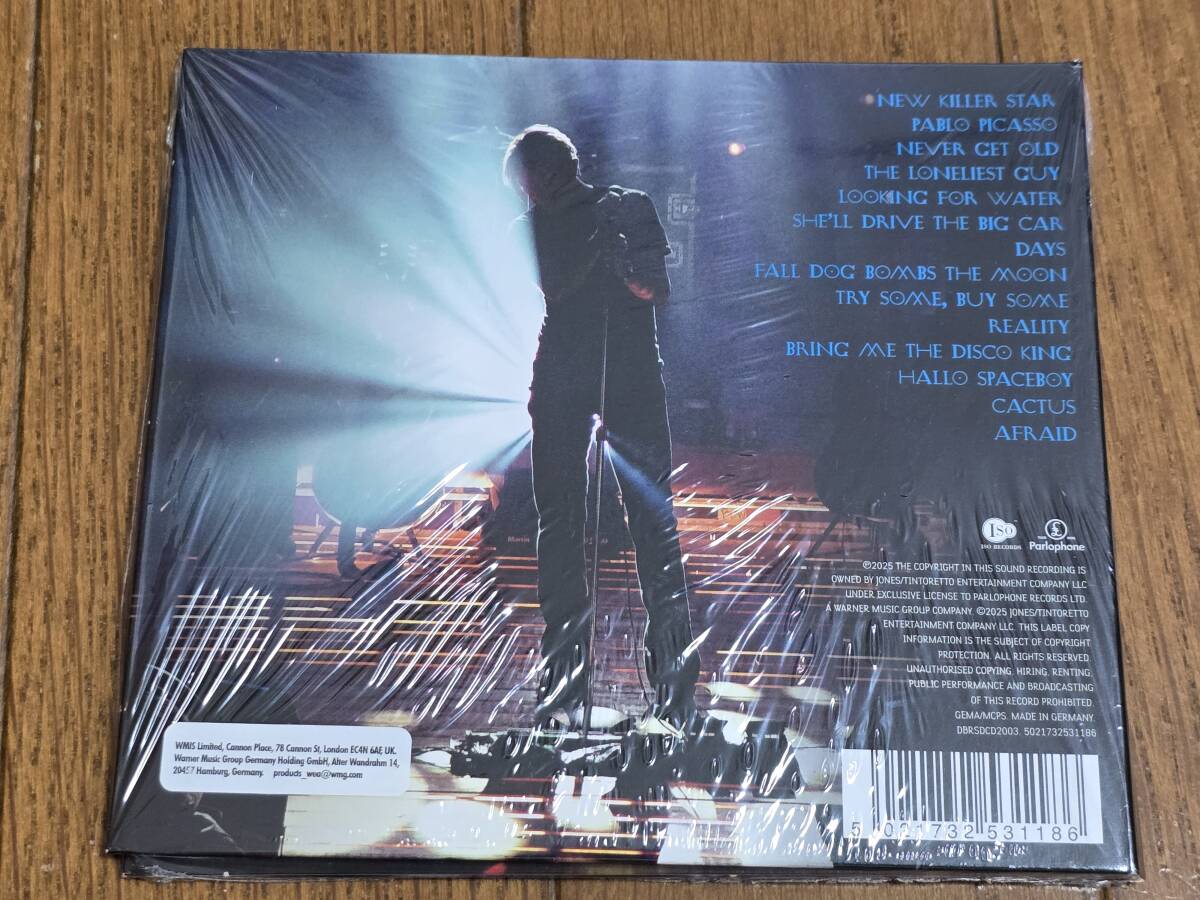 NEW KILLER STAR
PABLO PICASSO
NEVER GET OLD
THE LONELIEST GUY
LOOKING FOR WATER
SHE'LL DRIVE THE BIG CAR
DAYS
FALL DOG BOMBS THE MOON
TRY SOME, BUY SOME
REALITY
BRING ME THE DISCO KING
HALLO SPACEBOY
CACTUS
AFRAID
Martin
ISO
ISO RECORDS
£
Parlophone
℗2025 THE COPYRIGHT IN THIS SOUND RECORDING IS
OWNED BY JONES/TINTORETTO ENTERTAINMENT COMPANY LLC
UNDER EXCLUSIVE LICENSE TO PARLOPHONE RECORDS LTD.
A WARNER MUSIC GROUP COMPANY. ©2025 JONES/TINTORETTO
ENTERTAINMENT COMPANY LLC. THIS LABEL COPY
INFORMATION IS THE SUBJECT OF COPYRIGHT
PROTECTION. ALL RIGHTS RESERVED.
UNAUTHORISED COPYING, HIRING, RENTING,
PUBLIC PERFORMANCE AND BROADCASTING
OF THIS RECORD PROHIBITED.
GEMA/MCPS. MADE IN GERMANY.
DBRSDCD2003. 5021732531186
WMIS Limited, Cannon Place, 78 Cannon St, London EC4N 6AF, UK.
Warner Music Group Germany Holding GmbH, Alter Wandrahm 14,
20457 Hamburg, Germany. products_wea@wmg.com
5 021732 531186